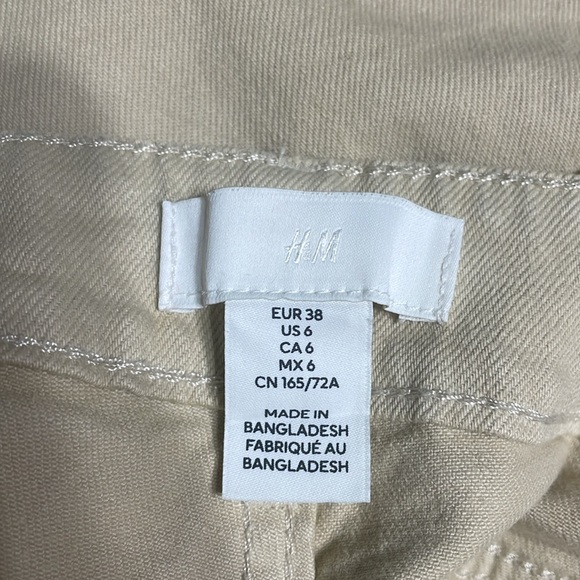 H&M
EUR 38
US 6
CA 6
MX 6
CN 165/72A
MADE IN
BANGLADESH
FABRIQUÉ AU
BANGLADESH